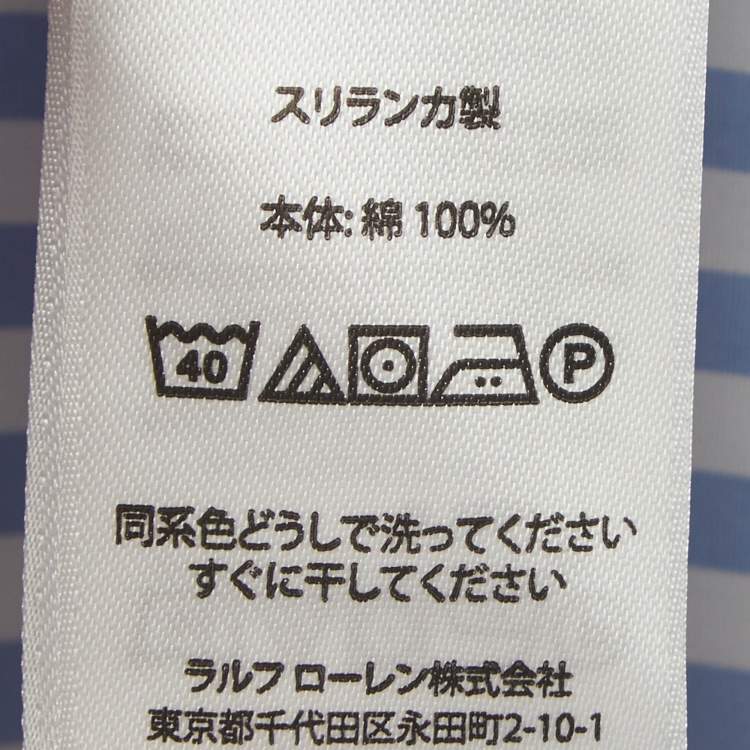 スリランカ製
本体: 綿 100%
40 P
同系色どうしで洗ってください
すぐに干してください
ラルフ ローレン株式会社
東京都千代田区永田町2-10-1